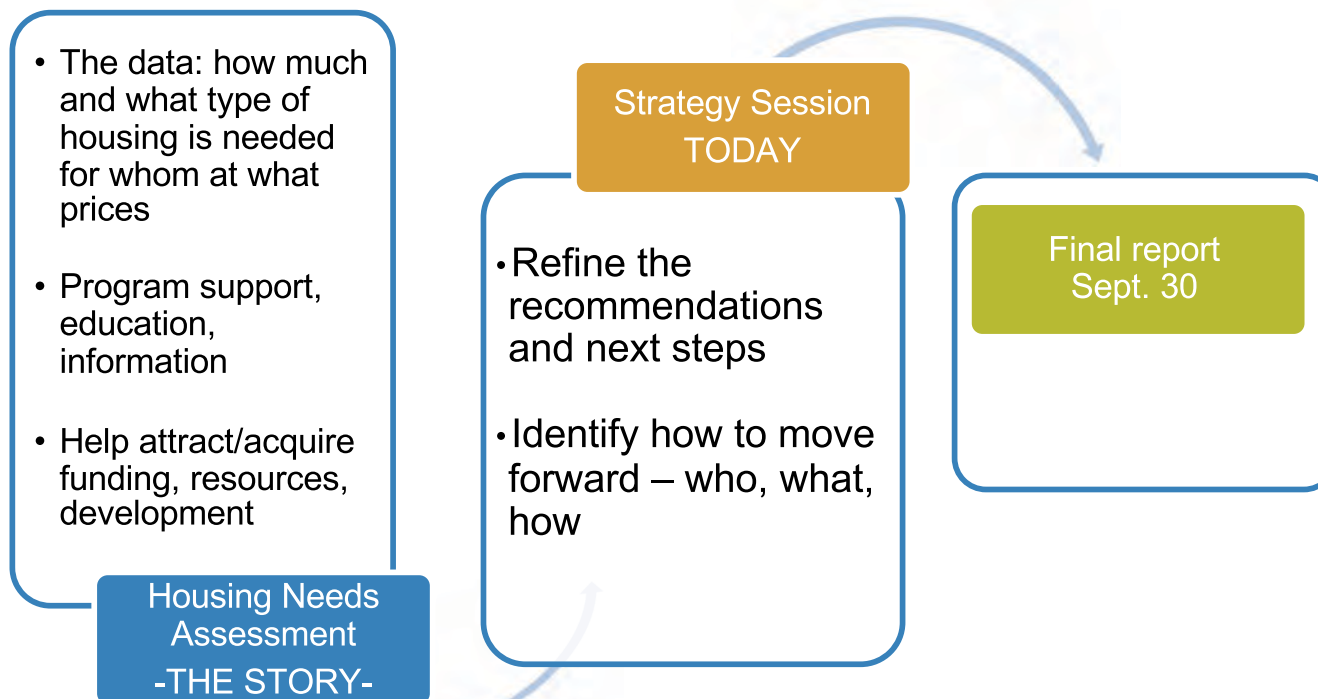 • The data: how much
and what type of
housing is needed
for whom at what
prices
• Program support,
education,
information
• Help attract/acquire
funding, resources,
development
Housing Needs
Assessment
-THE STORY-
Strategy Session
TODAY
•Refine the
recommendations
and next steps
•Identify how to move
forward – who, what,
how
Final report
Sept. 30